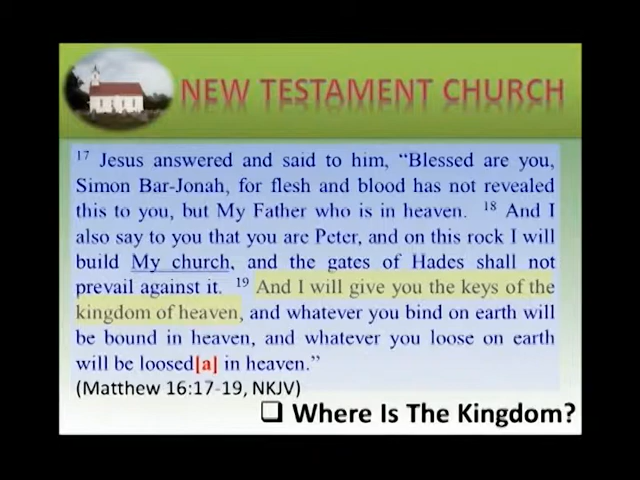 NEW TESTAMENT CHURCH
17 Jesus answered and said to him, “Blessed are you,
Simon Bar-Jonah, for flesh and blood has not revealed
this to you, but My Father who is in heaven. 18 And I
also say to you that you are Peter, and on this rock I will
build My church, and the gates of Hades shall not
prevail against it. 19 And I will give you the keys of the
kingdom of heaven, and whatever you bind on earth will
be bound in heaven, and whatever you loose on earth
will be loosed[a] in heaven.”
(Matthew 16:17-19, NKJV)
❑ Where Is The Kingdom?